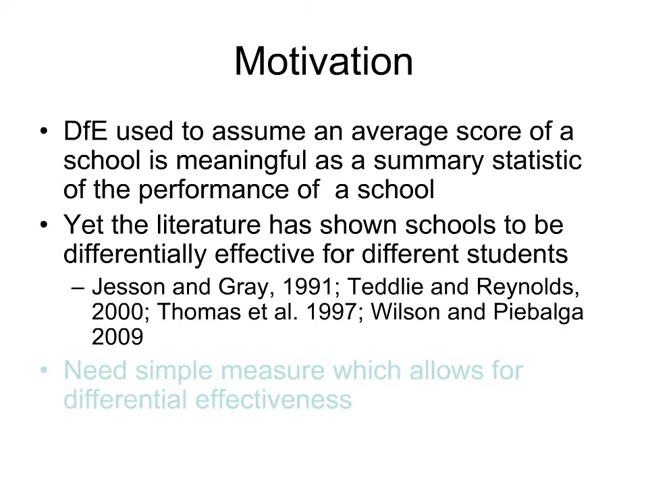 Motivation
• DfE used to assume an average score of a
school is meaningful as a summary statistic
of the performance of  a school
• Yet the literature has shown schools to be
differentially effective for different students
– Jesson and Gray, 1991; Teddlie and Reynolds,
2000; Thomas et al. 1997; Wilson and Piebalga
2009
• Need simple measure which allows for
differential effectiveness